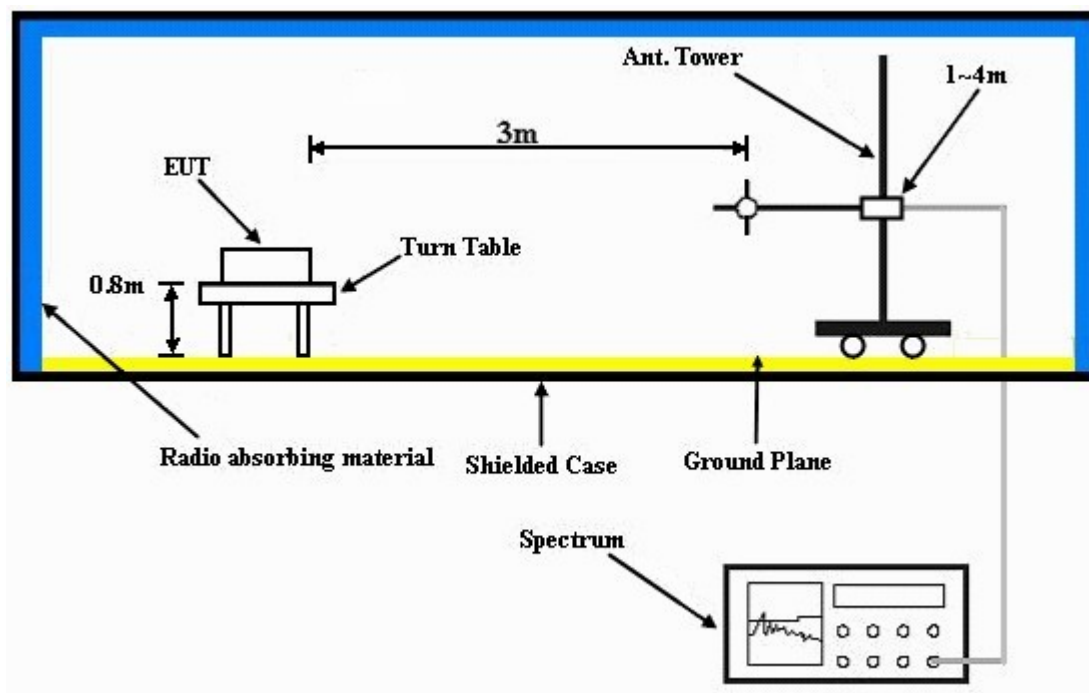 Ant. Tower
1~4m
3m
EUT
Turn Table
0.8m
Radio absorbing material
Shielded Case
Ground Plane
Spectrum